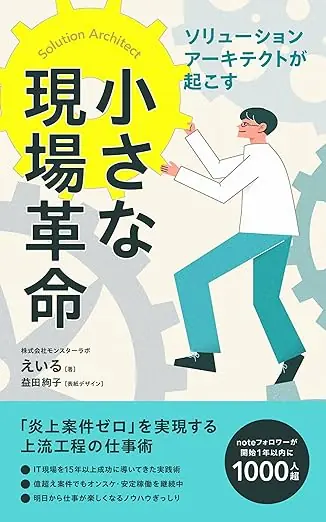 Solution Architect
ソリューション
アーキテクトが
起こす
小さな
現場革命
株式会社モンスターラボ
えいる［著］
益田絢子［表紙デザイン］
「炎上案件ゼロ」を実現する
上流工程の仕事術
●IT現場を15年以上成功に導いてきた実践術
●億超え案件でもオンスケ・安定稼働を継続中
●明日から仕事が楽しくなるノウハウぎっしり
noteフォロワーが
開始1年以内に
1000人超